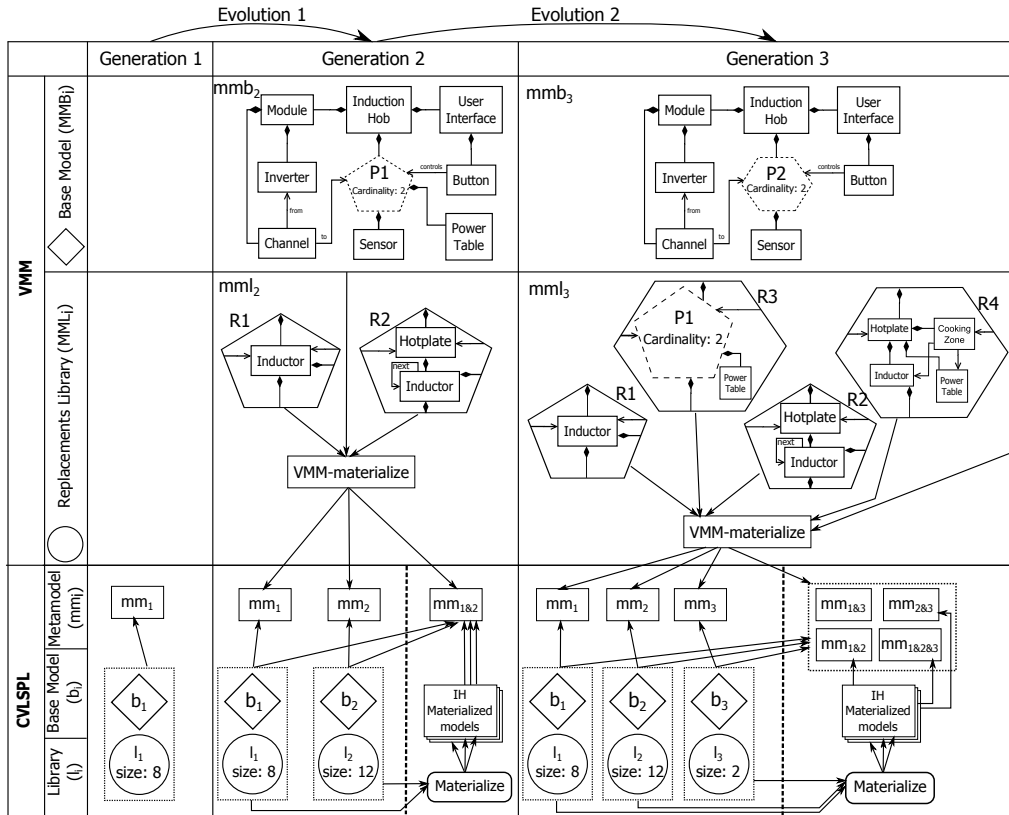 Evolution 1
Evolution 2
Generation 1
Generation 2
Generation 3
VMM
Base Model (MMBi)
mmb2
Module
Induction
Hob
User
Interface
Inverter
P1
Cardinality: 2
controls
Button
from
to
Channel
Sensor
Power
Table
mmb3
Module
Induction
Hob
User
Interface
Inverter
P2
Cardinality: 2
controls
Button
from
to
Channel
Sensor
Replacements Library (MMLi)
mml2
R1
Inductor
R2
Hotplate
next
Inductor
VMM-materialize
mml3
R3
P1
Cardinality: 2
Power
Table
R4
Hotplate
Cooking
Zone
Inductor
Power
Table
R1
Inductor
R2
Hotplate
next
Inductor
VMM-materialize
CVLSPL
Metamodel
(mmi)
mm1
mm1
mm2
mm1&2
mm1
mm2
mm3
mm1&3
mm2&3
mm1&2
mm1&2&3
Base Model
(bi)
b1
b1
b2
IH
Materialized
models
b1
b2
b3
IH
Materialized
models
Library
(li)
l1
size: 8
l1
size: 8
l2
size: 12
Materialize
l1
size: 8
l2
size: 12
l3
size: 2
Materialize